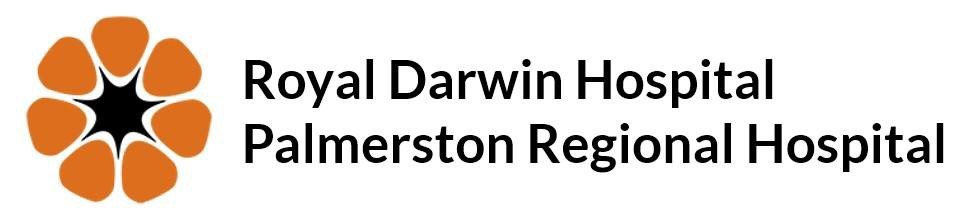 Royal Darwin Hospital
Palmerston Regional Hospital